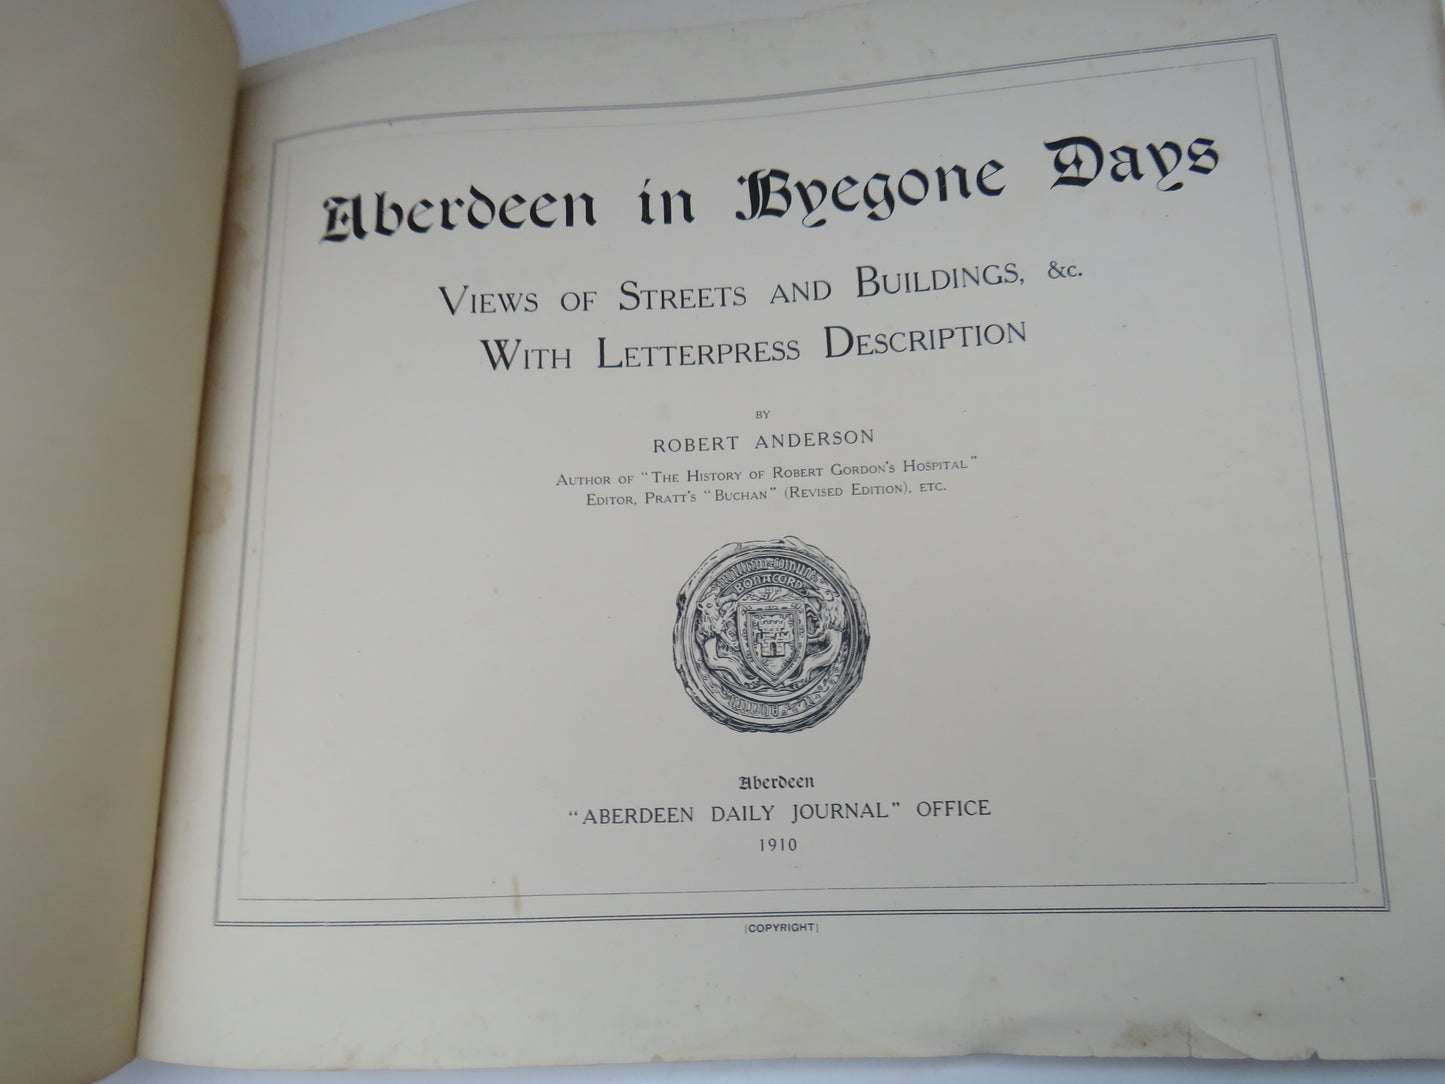 Aberdeen in Byegone Days
VIEWS OF STREETS AND BUILDINGS, &c.
WITH LETTERPRESS DESCRIPTION
BY
ROBERT ANDERSON
AUTHOR OF "THE HISTORY OF ROBERT GORDON'S HOSPITAL"
EDITOR, PRATT'S "BUCHAN" (REVISED EDITION), ETC.
BONACCORD
Aberdeen
"ABERDEEN DAILY JOURNAL" OFFICE
1910
[COPYRIGHT]